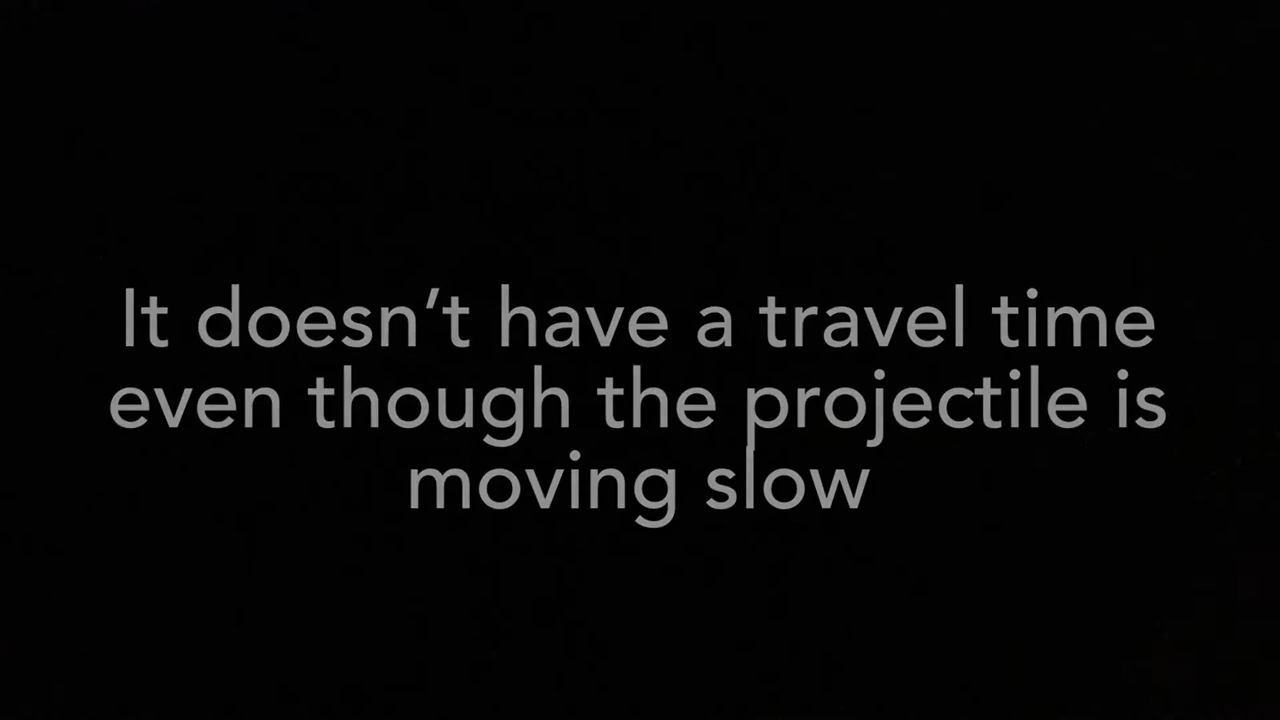 It doesn’t have a travel time
even though the projectile is
moving slow